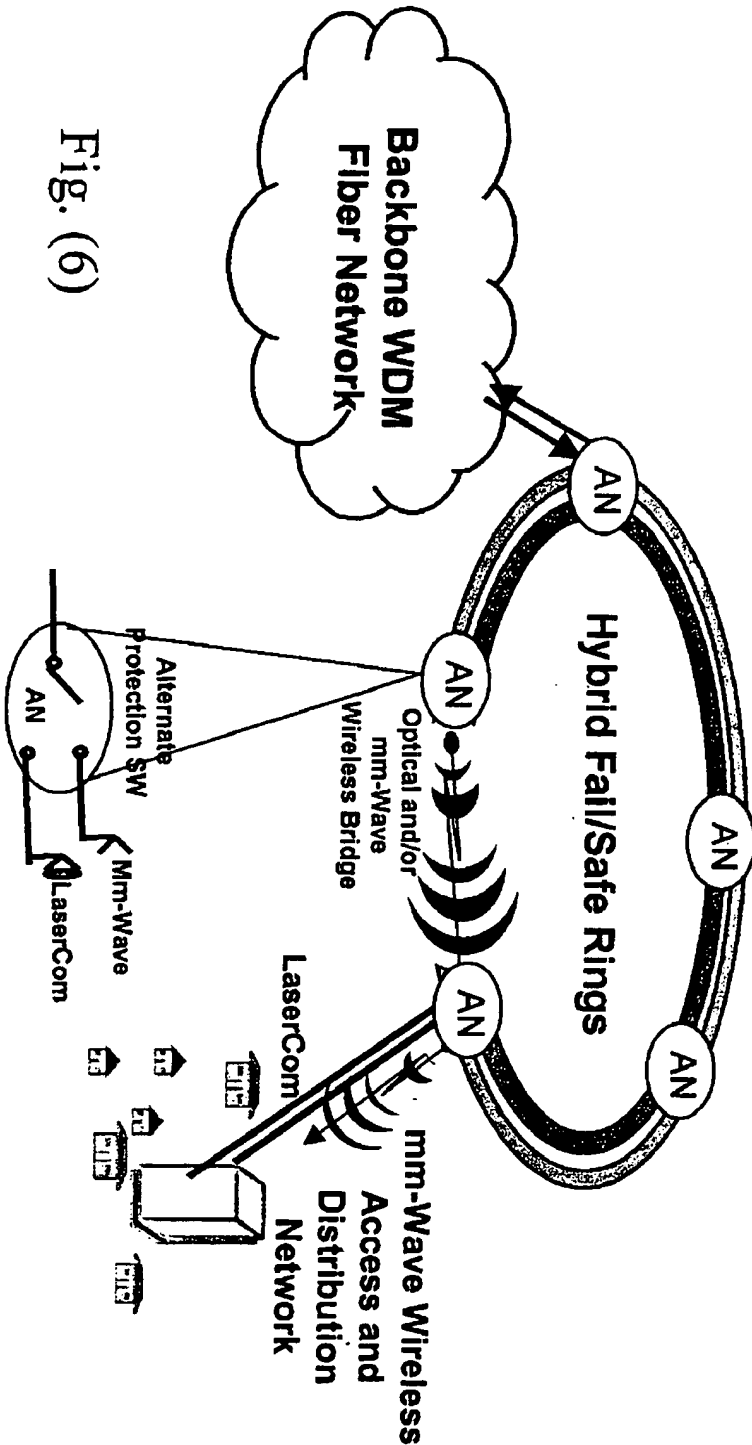 Backbone WDM
Fiber Network
AN
Hybrid Fail/Safe Rings
AN
AN
AN
Optical and/or
mm-Wave
Wireless Bridge
AN
Alternate
Protection SW
AN
Mm-Wave
LaserCom
LaserCom
mm-Wave Wireless
Access and
Distribution
Network
Fig. (6)